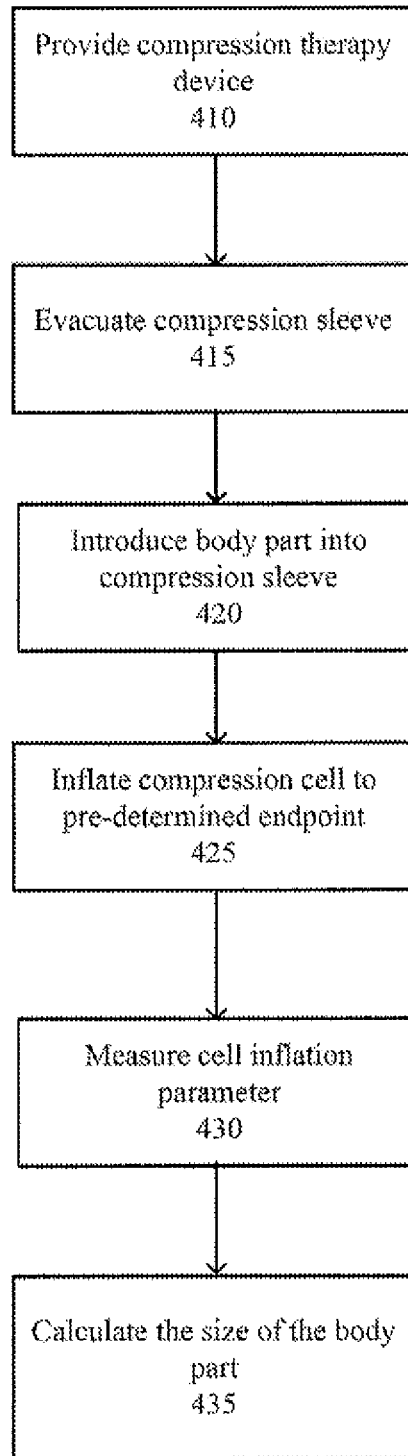 Provide compression therapy
device
410
Evacuate compression sleeve
415
Introduce body part into
compression sleeve
420
Inflate compression cell to
pre-determined endpoint
425
Measure cell inflation
parameter
430
Calculate the size of the body
part
435